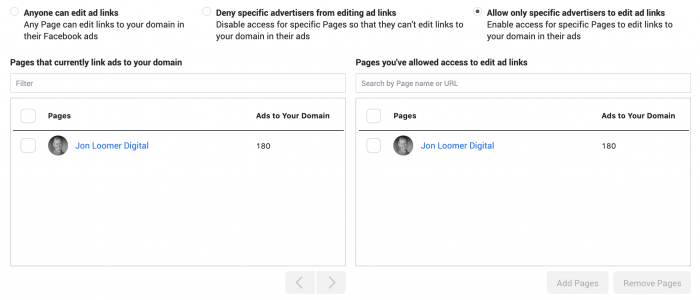 Anyone can edit ad links
Any Page can edit links to your domain in
their Facebook ads
Deny specific advertisers from editing ad links
Disable access for specific Pages so that they can't edit links to
your domain in their ads
Allow only specific advertisers to edit ad links
Enable access for specific Pages to edit links to
your domain in their ads
Pages that currently link ads to your domain
Filter
Pages Ads to Your Domain
Jon Loomer Digital 180
Pages you've allowed access to edit ad links
Search by Page name or URL
Pages Ads to Your Domain
Jon Loomer Digital 180
Add Pages Remove Pages